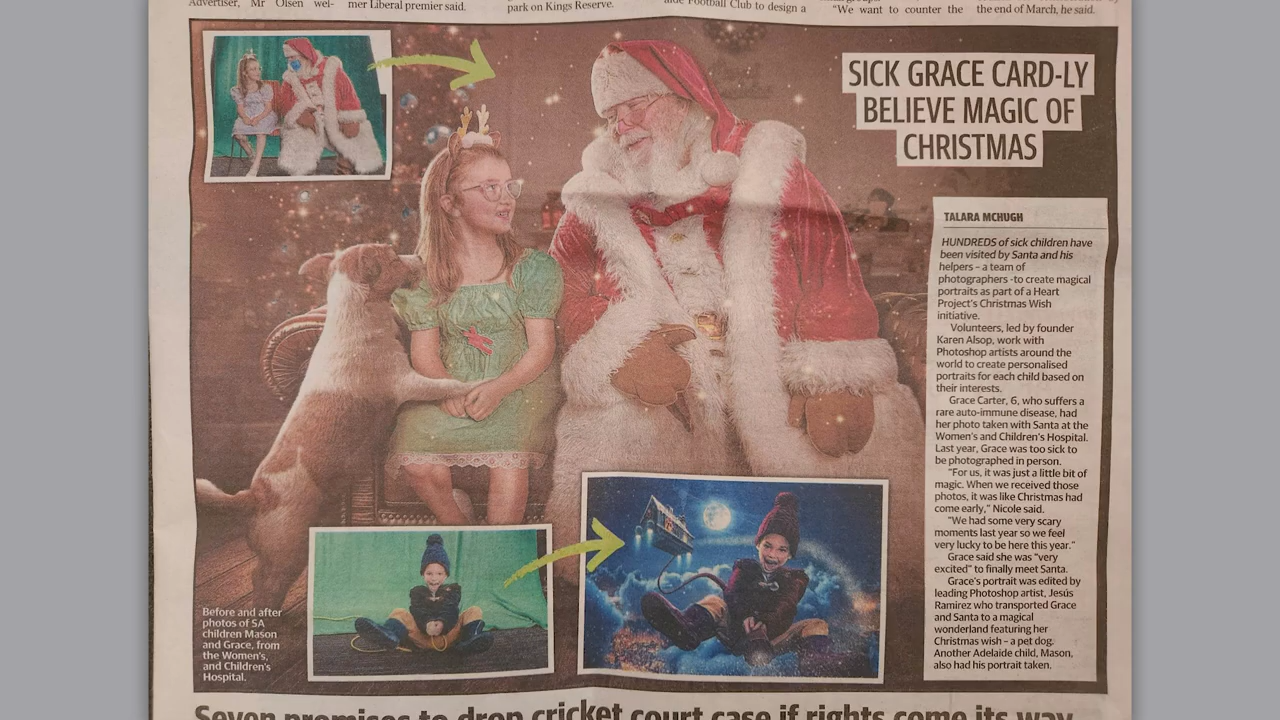 Advertiser, Mr Olsen wel-
mer Liberal premier said.
park on Kings Reserve.
Football Club to design a
"We want to counter the
the end of March, he said.
SICK GRACE CARD-LY
BELIEVE MAGIC OF
CHRISTMAS
TALARA MCHUGH
HUNDREDS of sick children have
been visited by Santa and his
helpers – a team of
photographers -to create magical
portraits as part of a Heart
Project's Christmas Wish
initiative.
Volunteers, led by founder
Karen Alsop, work with
Photoshop artists around the
world to create personalised
portraits for each child based on
their interests.
Grace Carter, 6, who suffers a
rare auto-immune disease, had
her photo taken with Santa at the
Women's and Children's Hospital.
Last year, Grace was too sick to
be photographed in person.
"For us, it was just a little bit of
magic. When we received those
photos, it was like Christmas had
come early," Nicole said.
"We had some very scary
moments last year so we feel
very lucky to be here this year."
Grace said she was "very
excited" to finally meet Santa.
Grace's portrait was edited by
leading Photoshop artist, Jesús
Ramirez who transported Grace
and Santa to a magical
wonderland featuring her
Christmas wish – a pet dog.
Another Adelaide child, Mason,
also had his portrait taken.
Before and after
photos of SA
children Mason
and Grace, from
the Women's,
and Children's
Hospital.
Seven promises to drop cricket court case if rights come its way